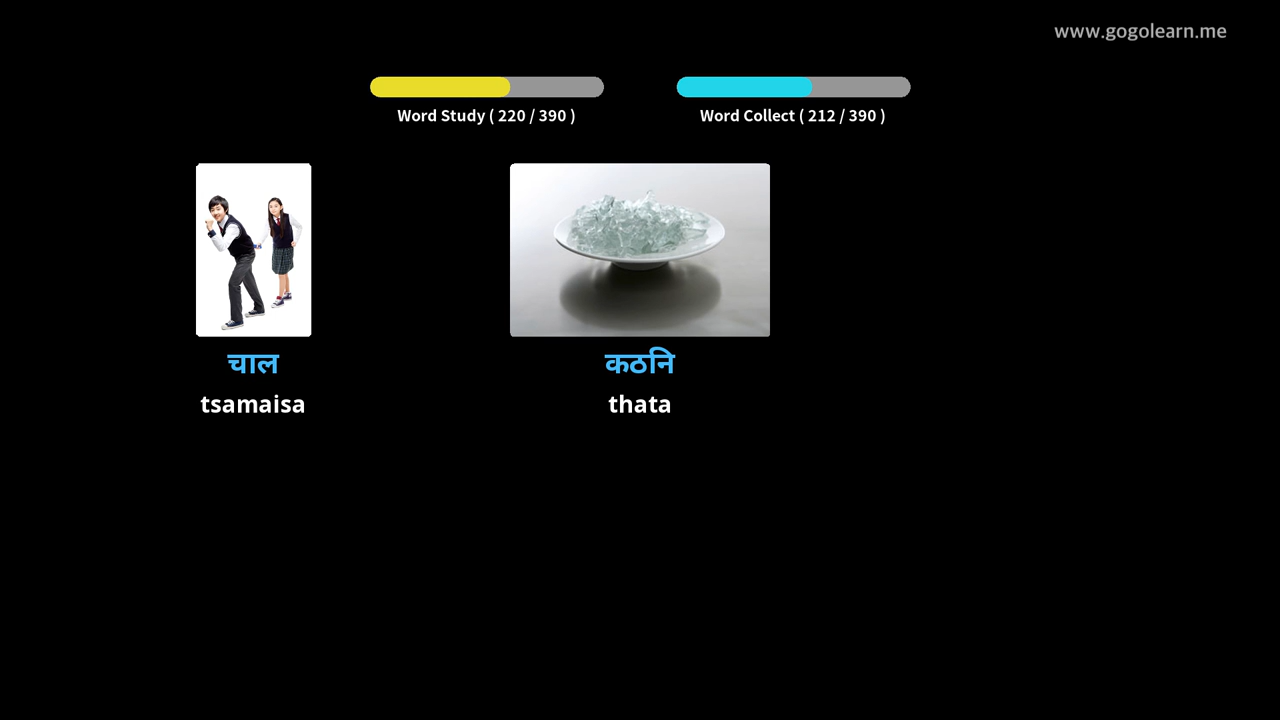 www.gogolearn.me
Word Study ( 220 / 390 )
Word Collect ( 212 / 390 )
चाल
tsamaisa
कठनि
thata